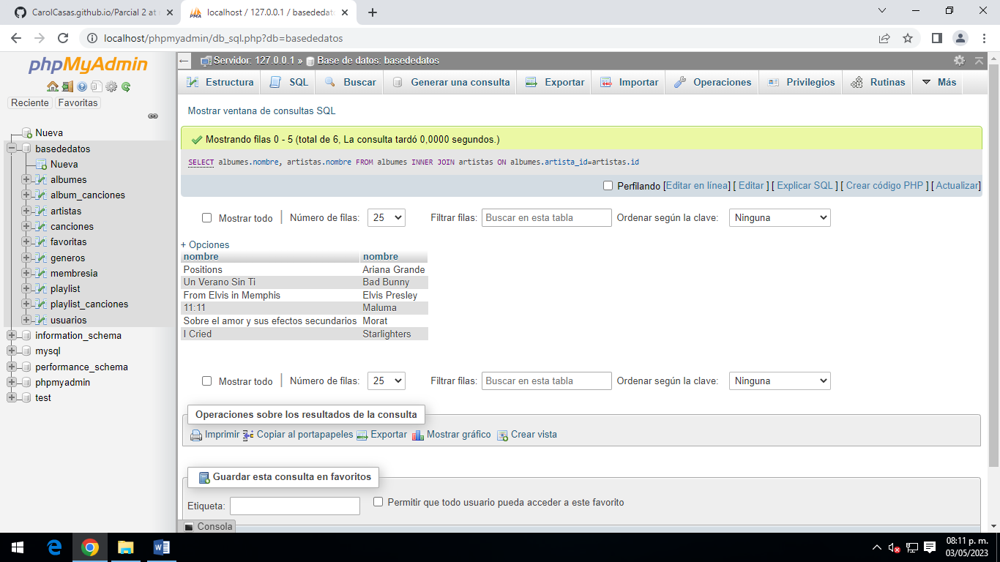 CarolCasas.github.io/Parcial 2 at
localhost / 127.0.0.1 / basededato
localhost/phpmyadmin/db_sql.php?db=basededatos
phpMyAdmin
Reciente Favoritas
Nueva
basededatos
Nueva
albumes
album_canciones
artistas
canciones
favoritas
generos
membresia
playlist
playlist_canciones
usuarios
information_schema
mysql
performance_schema
phpmyadmin
test
Servidor: 127.0.0.1 » Base de datos: basededatos
Estructura SQL Buscar Generar una consulta Exportar Importar Operaciones Privilegios Rutinas Más
Mostrar ventana de consultas SQL
Mostrando filas 0 - 5 (total de 6, La consulta tardó 0,0000 segundos.)
SELECT albumes.nombre, artistas.nombre FROM albumes INNER JOIN artistas ON albumes.artista_id=artistas.id
Perfilando [Editar en línea] [ Editar ] [ Explicar SQL ] [ Crear código PHP ] [ Actualizar]
Mostrar todo Número de filas: 25 Filtrar filas: Buscar en esta tabla Ordenar según la clave: Ninguna
+ Opciones
nombre nombre
Positions Ariana Grande
Un Verano Sin Ti Bad Bunny
From Elvis in Memphis Elvis Presley
11:11 Maluma
Sobre el amor y sus efectos secundarios Morat
I Cried Starlighters
Mostrar todo Número de filas: 25 Filtrar filas: Buscar en esta tabla Ordenar según la clave: Ninguna
Operaciones sobre los resultados de la consulta
Imprimir Copiar al portapapeles Exportar Mostrar gráfico Crear vista
Guardar esta consulta en favoritos
Etiqueta: Permitir que todo usuario pueda acceder a este favorito
Consola
08:11 p. m.
03/05/2023